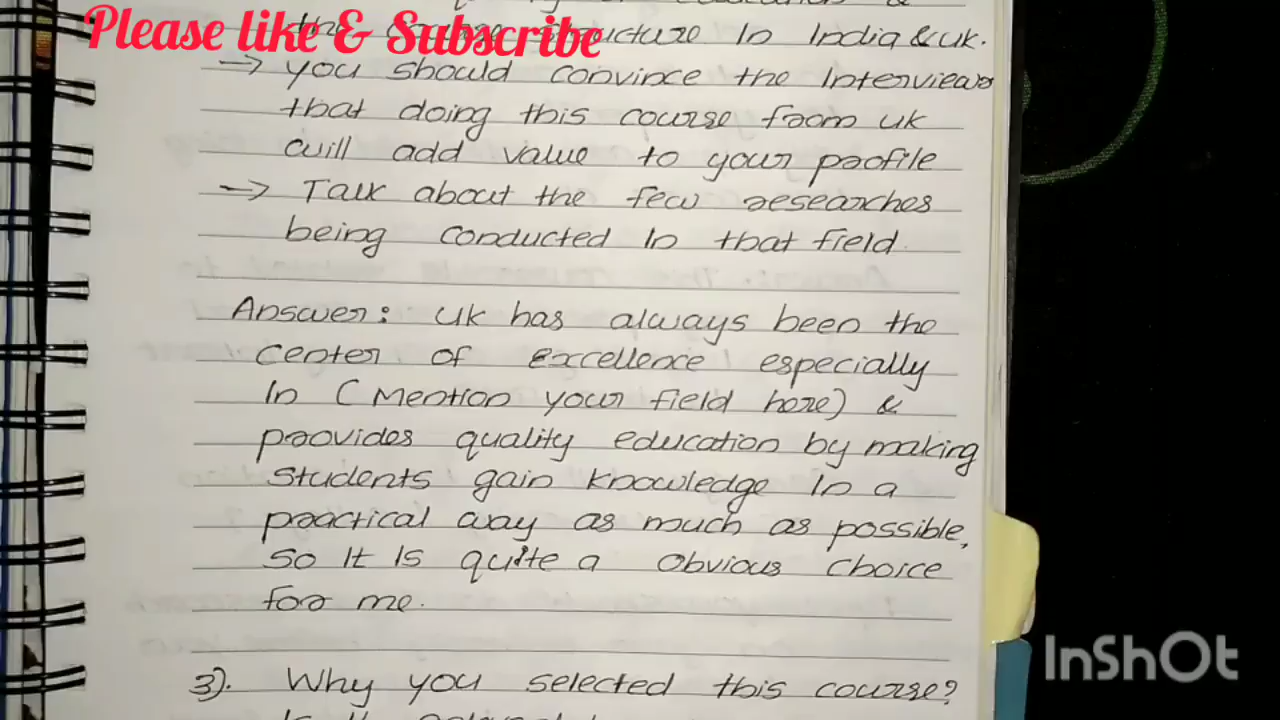 Please like & Subscribe
the structure In India & uk.
→ you should convince the Interviewer
that doing this course from uk
will add value to your profile
→ Talk about the few researches
being conducted In that field.
Answer: uk has always been the
center of Excellence especially
In (Mention your field here) &
provides quality education by making
students gain knowledge In a
practical way as much as possible,
so It Is quite a obvious choice
for me.
3). Why you selected this course?
InShOt